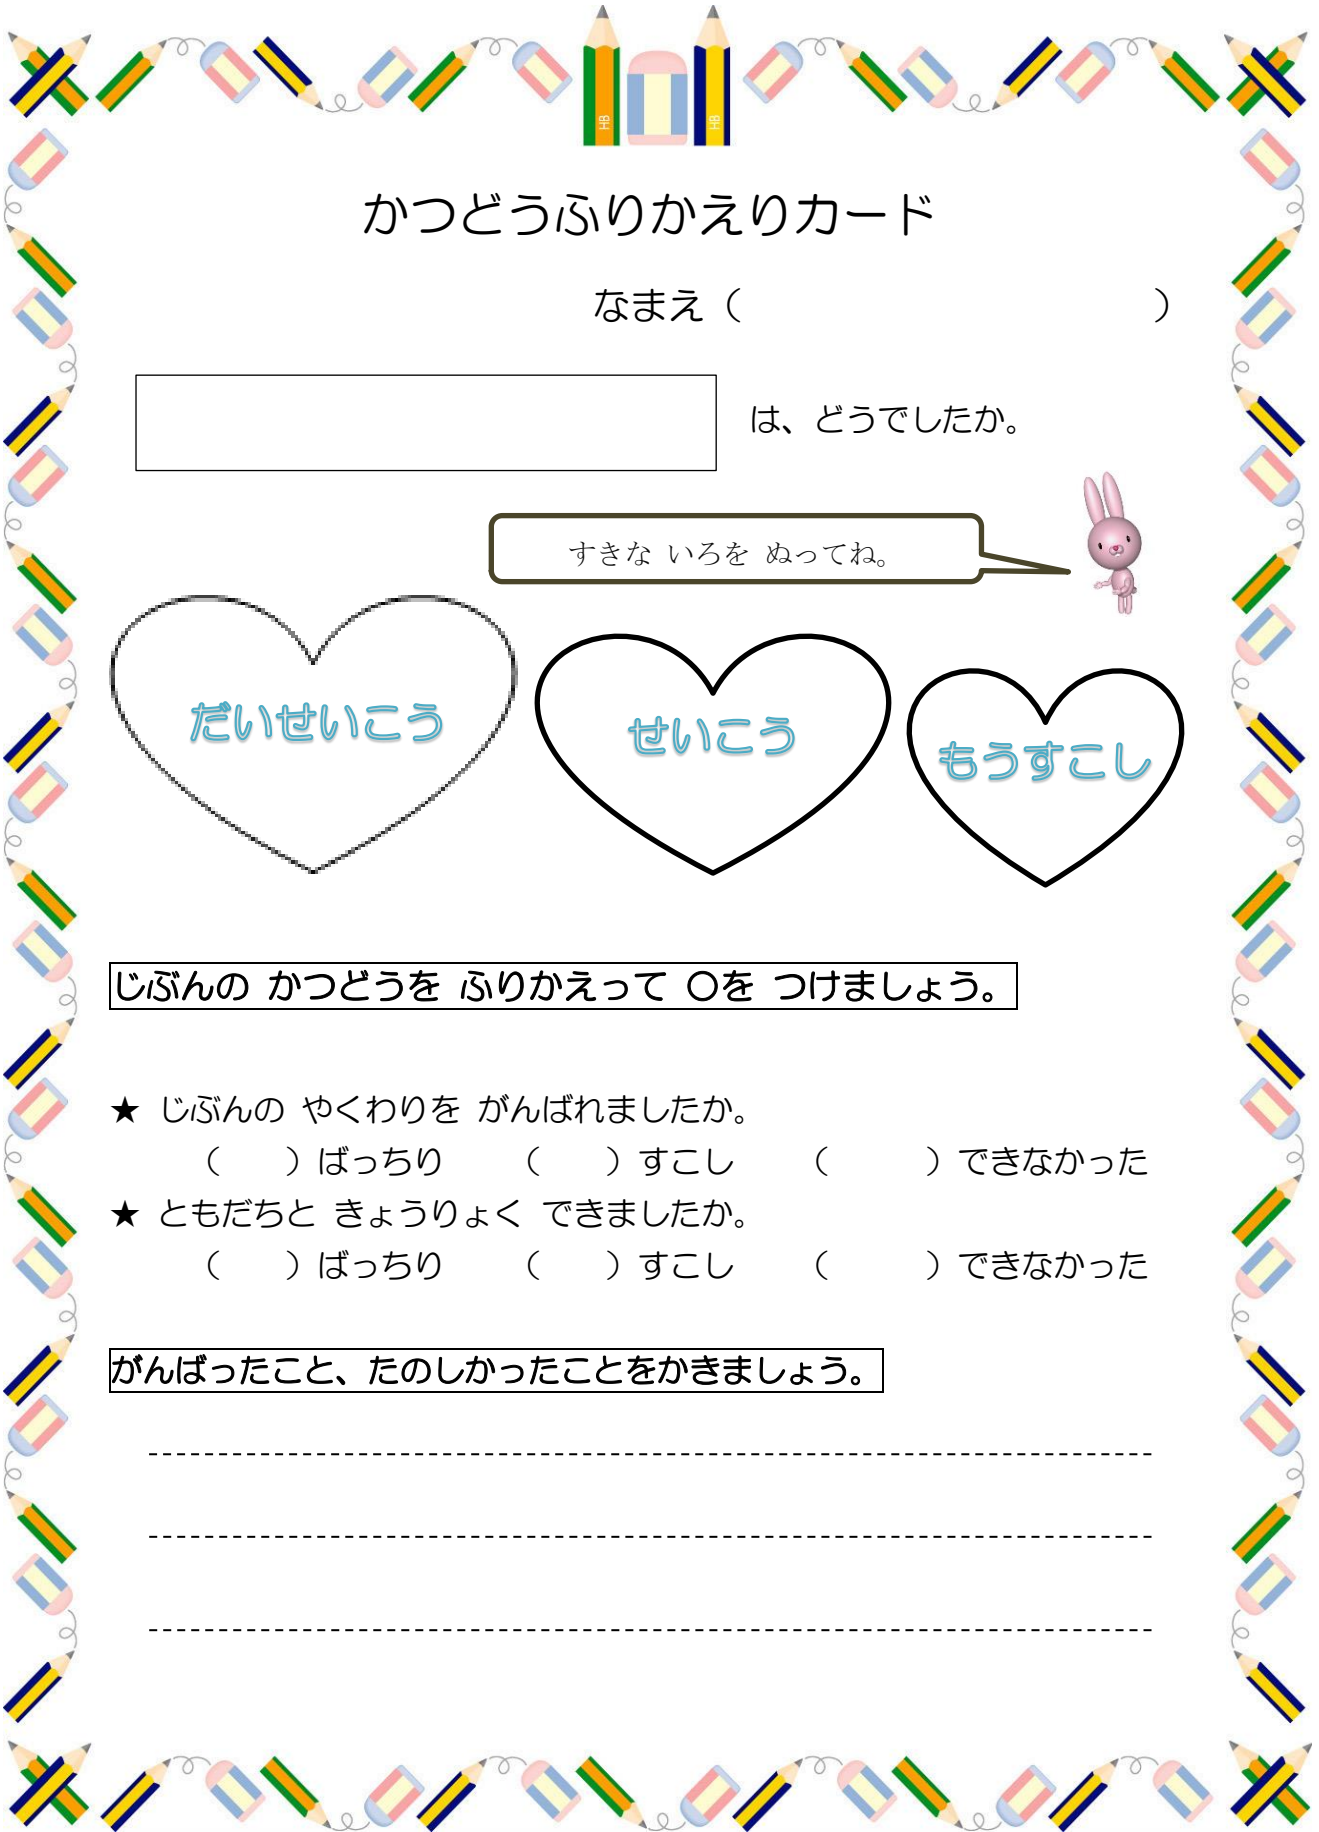 HB HB
かつどうふりかえりカード
なまえ（　　　　　　　　　　　）
は、どうでしたか。
すきな いろを ぬってね。
だいせいこう
せいこう
もうすこし
じぶんの かつどうを ふりかえって 〇を つけましょう。
★ じぶんの やくわりを がんばれましたか。
（　　）ばっちり　　（　　）すこし　　（　　　）できなかった
★ ともだちと きょうりょく できましたか。
（　　）ばっちり　　（　　）すこし　　（　　　）できなかった
がんばったこと、たのしかったことをかきましょう。